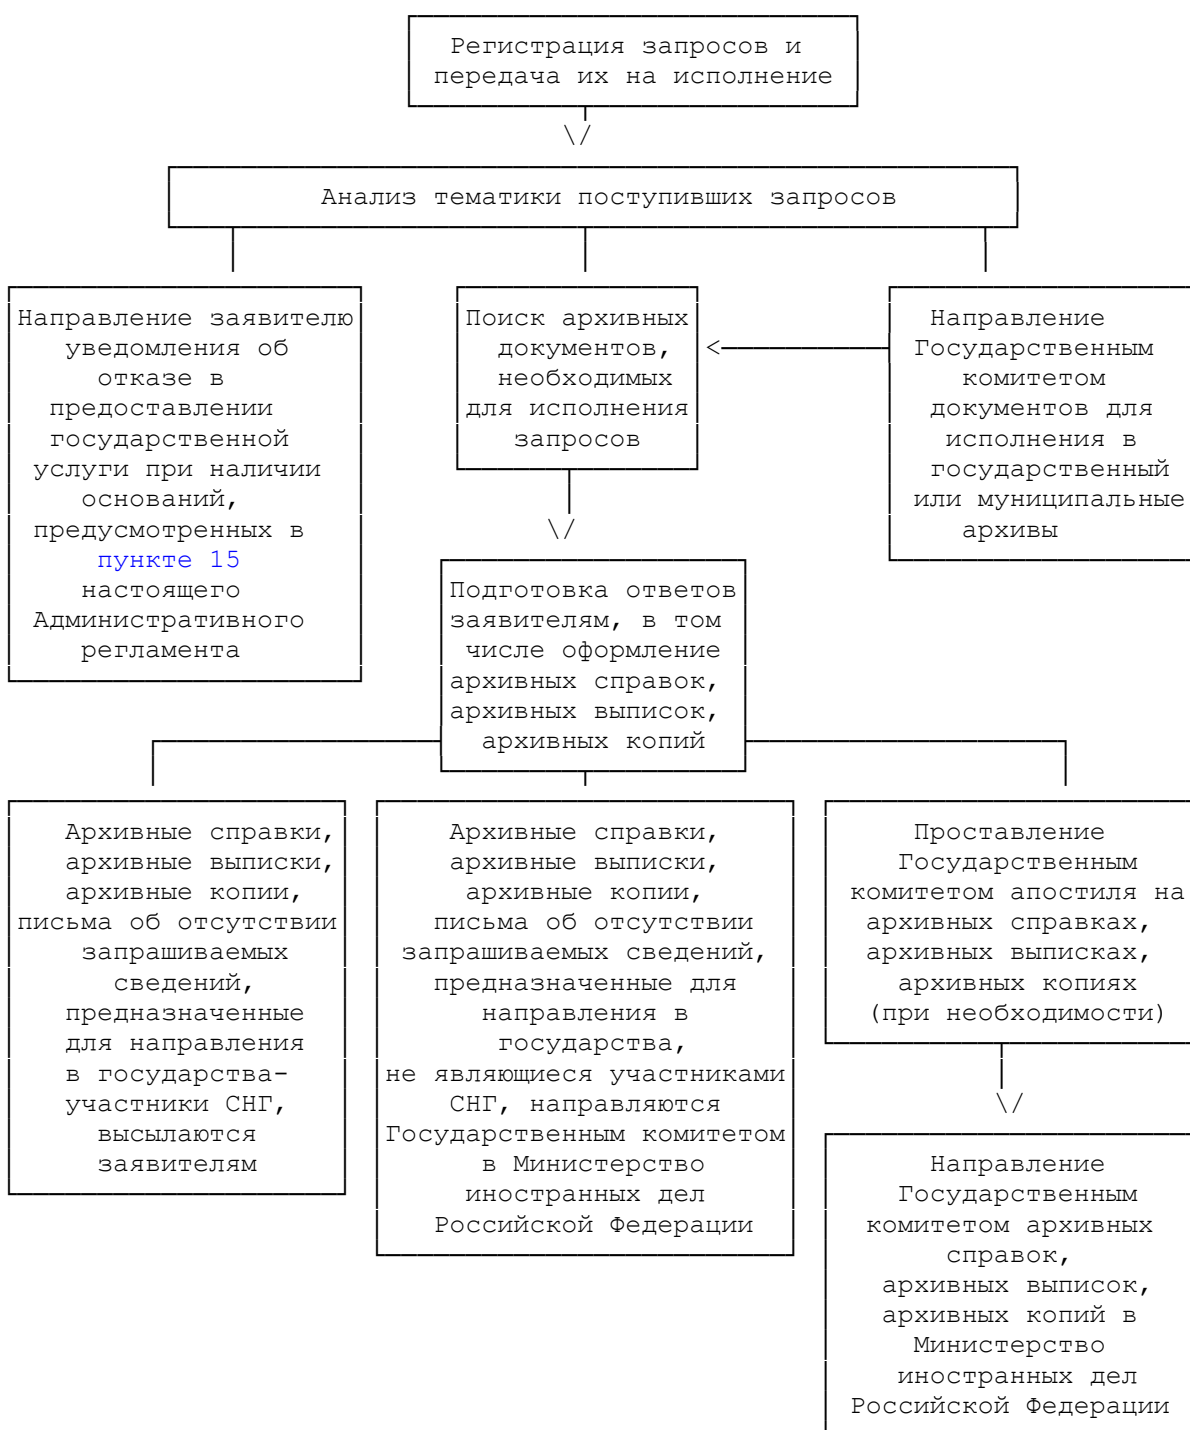 Регистрация запросов и
передача их на исполнение
\/
Анализ тематики поступивших запросов
Направление заявителю
уведомления об
отказе в
предоставлении
государственной
услуги при наличии
оснований,
предусмотренных в
пункте 15
настоящего
Административного
регламента
Поиск архивных
документов,
необходимых
для исполнения
запросов
<
Направление
Государственным
комитетом
документов для
исполнения в
государственный
или муниципальные
архивы
\/
Подготовка ответов
заявителям, в том
числе оформление
архивных справок,
архивных выписок,
архивных копий
Архивные справки,
архивные выписки,
архивные копии,
письма об отсутствии
запрашиваемых
сведений,
предназначенные
для направления
в государства-
участники СНГ,
высылаются
заявителям
Архивные справки,
архивные выписки,
архивные копии,
письма об отсутствии
запрашиваемых сведений,
предназначенные для
направления в
государства,
не являющиеся участниками
СНГ, направляются
Государственным комитетом
в Министерство
иностранных дел
Российской Федерации
Проставление
Государственным
комитетом апостиля на
архивных справках,
архивных выписках,
архивных копиях
(при необходимости)
\/
Направление
Государственным
комитетом архивных
справок,
архивных выписок,
архивных копий в
Министерство
иностранных дел
Российской Федерации